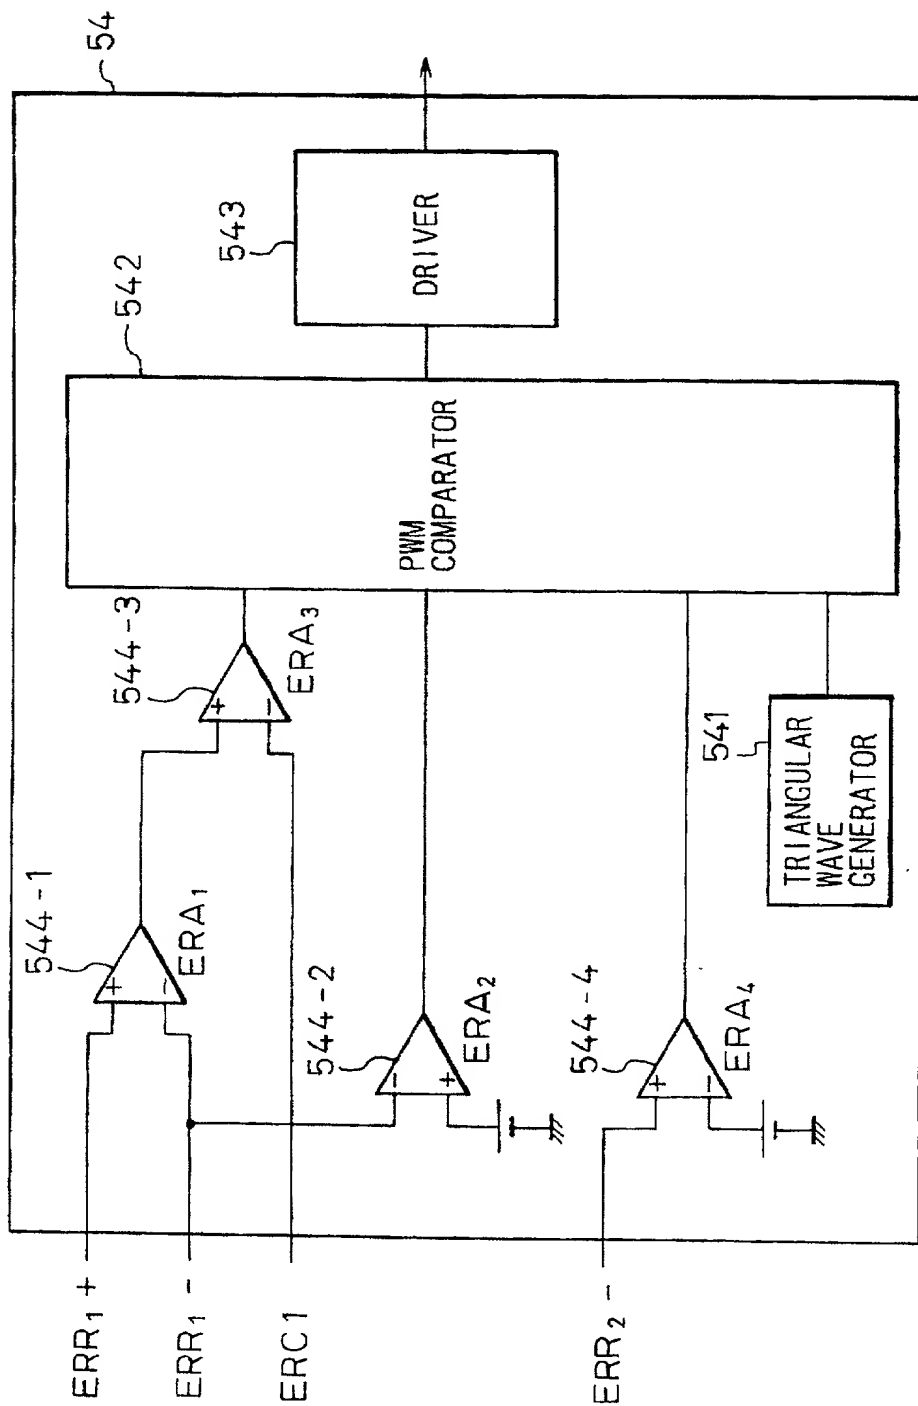 54
543
DRIVER
542
PWM
COMPARATOR
544-3
ERA3
+
−
541
TRIANGULAR
WAVE
GENERATOR
544-1
ERA1
+
−
544-2
ERA2
−
+
544-4
ERA4
+
−
ERR1 +
ERR1 -
ERC1
ERR2 -